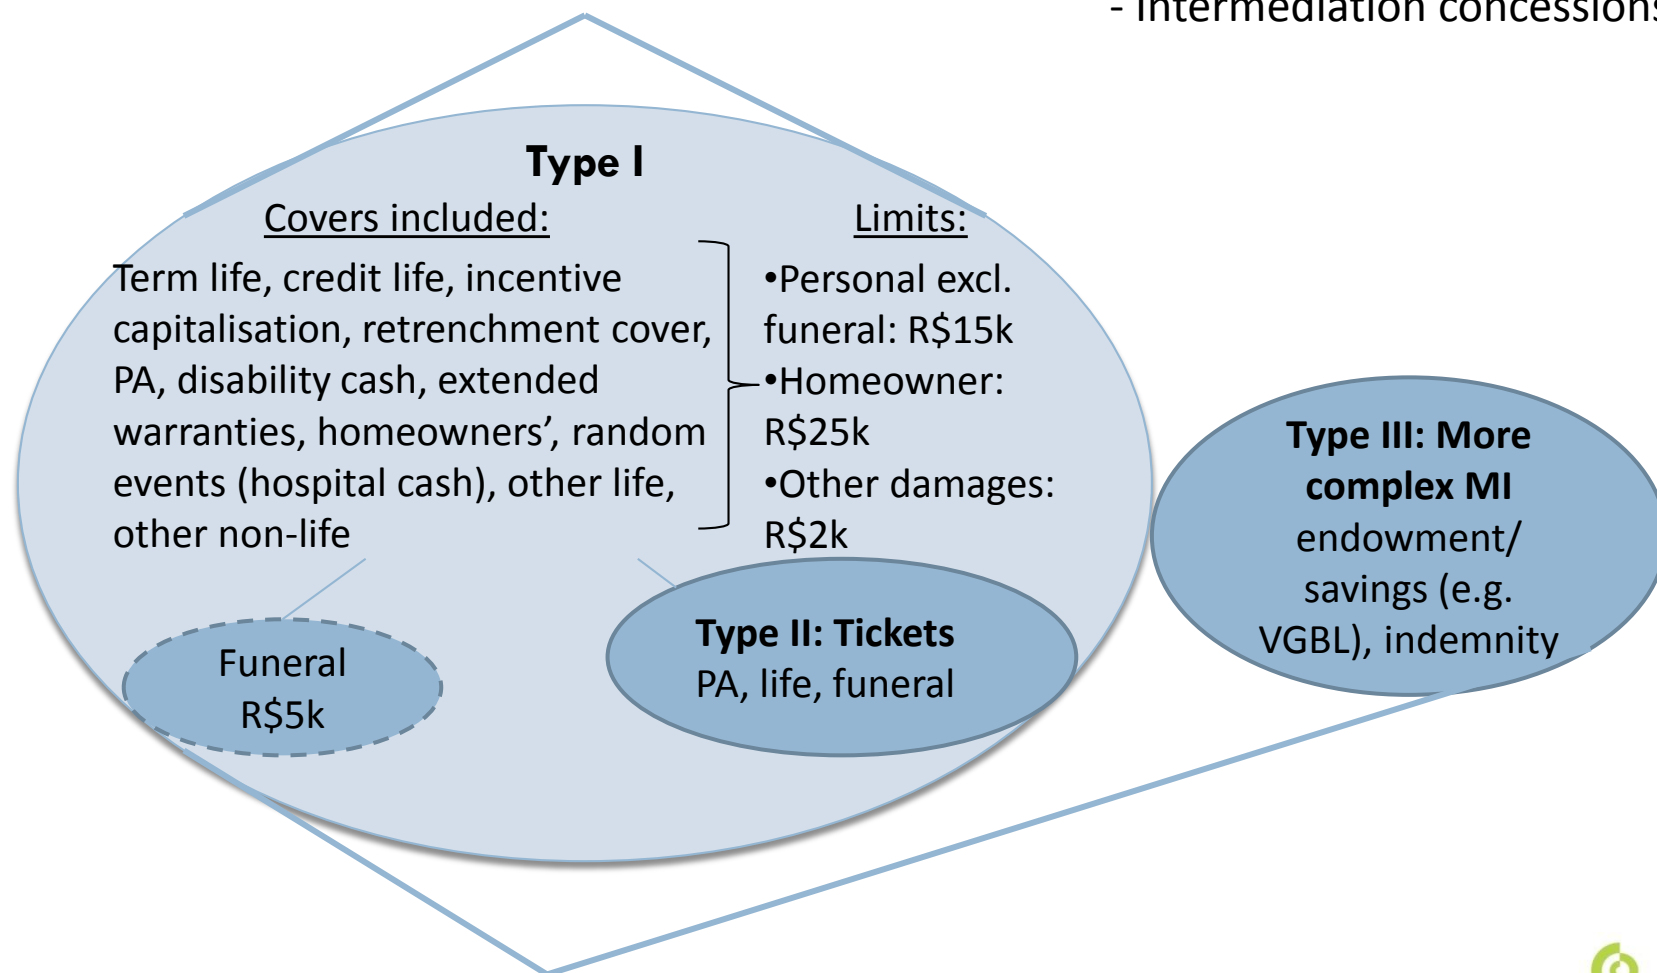 - Intermediation concessions
Type I
Covers included:
Term life, credit life, incentive
capitalisation, retrenchment cover,
PA, disability cash, extended
warranties, homeowners’, random
events (hospital cash), other life,
other non-life
Limits:
•Personal excl.
funeral: R$15k
•Homeowner:
R$25k
•Other damages:
R$2k
Funeral
R$5k
Type II: Tickets
PA, life, funeral
Type III: More
complex MI
endowment/
savings (e.g.
VGBL), indemnity